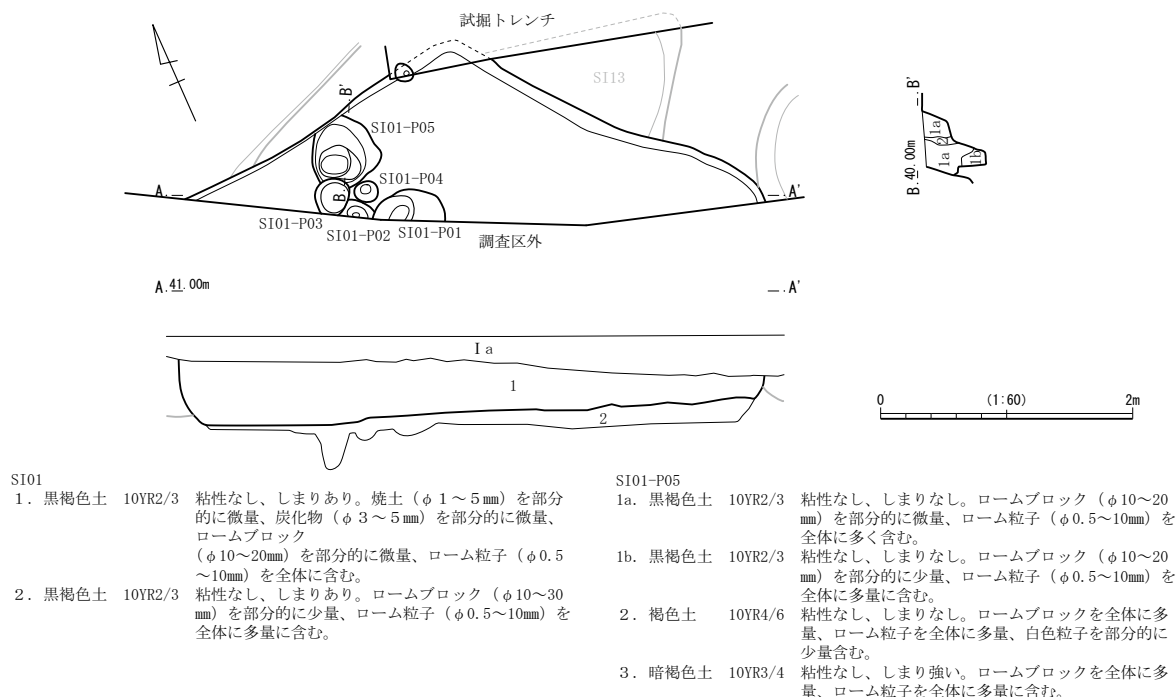 試掘トレンチ
SI13
B'
SI01-P05
SI01-P04
B
A
A'
SI01-P03
SI01-P02
SI01-P01
調査区外
B'
1a
2
1a
1b
B 40.00m
A 41.00m
A'
Ⅰa
1
2
0 (1:60) 2m
SI01
1. 黒褐色土 10YR2/3 粘性なし、しまりあり。焼土（φ１～５㎜）を部分
的に微量、炭化物（φ３～５㎜）を部分的に微量、
ロームブロック
（φ10～20㎜）を部分的に微量、ローム粒子（φ0.5
～10㎜）を全体に含む。
2. 黒褐色土 10YR2/3 粘性なし、しまりあり。ロームブロック（φ10～30
㎜）を部分的に少量、ローム粒子（φ0.5～10㎜）を
全体に多量に含む。
SI01-P05
1a. 黒褐色土 10YR2/3 粘性なし、しまりなし。ロームブロック（φ10～20
㎜）を部分的に微量、ローム粒子（φ0.5～10㎜）を
全体に多く含む。
1b. 黒褐色土 10YR2/3 粘性なし、しまりなし。ロームブロック（φ10～20
㎜）を部分的に少量、ローム粒子（φ0.5～10㎜）を
全体に多量に含む。
2. 褐色土 10YR4/6 粘性なし、しまりなし。ロームブロックを全体に多
量、ローム粒子を全体に多量、白色粒子を部分的に
少量含む。
3. 暗褐色土 10YR3/4 粘性なし、しまり強い。ロームブロックを全体に多
量、ローム粒子を全体に多量に含む。